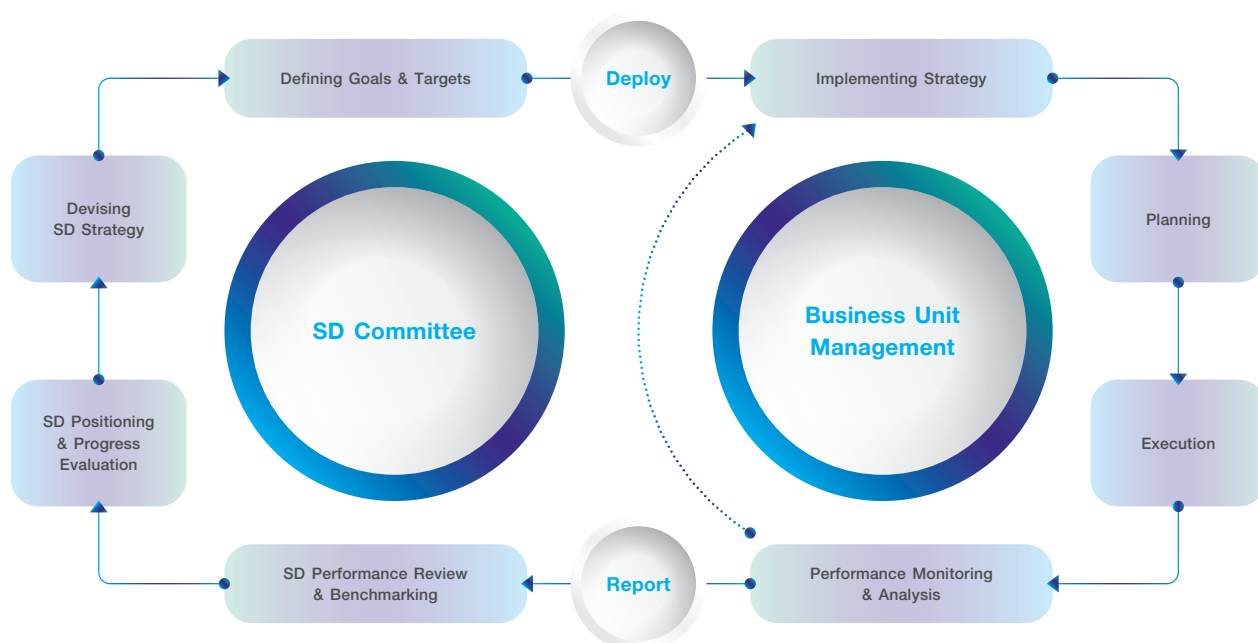 Defining Goals & Targets
Deploy
Implementing Strategy
Devising
SD Strategy
Planning
SD Committee
Business Unit
Management
SD Positioning
& Progress
Evaluation
Execution
SD Performance Review
& Benchmarking
Report
Performance Monitoring
& Analysis